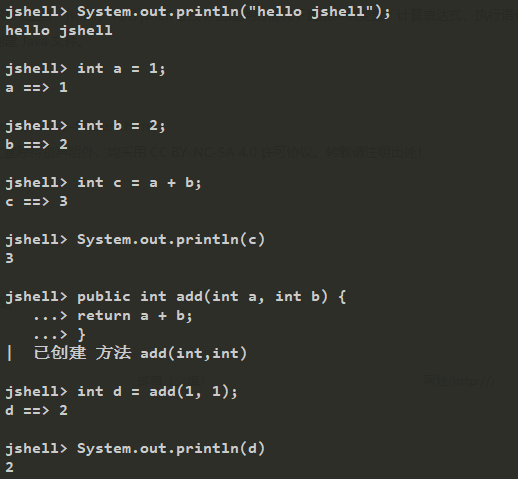 jshell> System.out.println("hello jshell");
hello jshell
jshell> int a = 1;
a ==> 1
jshell> int b = 2;
b ==> 2
jshell> int c = a + b;
c ==> 3
jshell> System.out.println(c)
3
jshell> public int add(int a, int b) {
...> return a + b;
...> }
| 已创建 方法 add(int,int)
jshell> int d = add(1, 1);
d ==> 2
jshell> System.out.println(d)
2